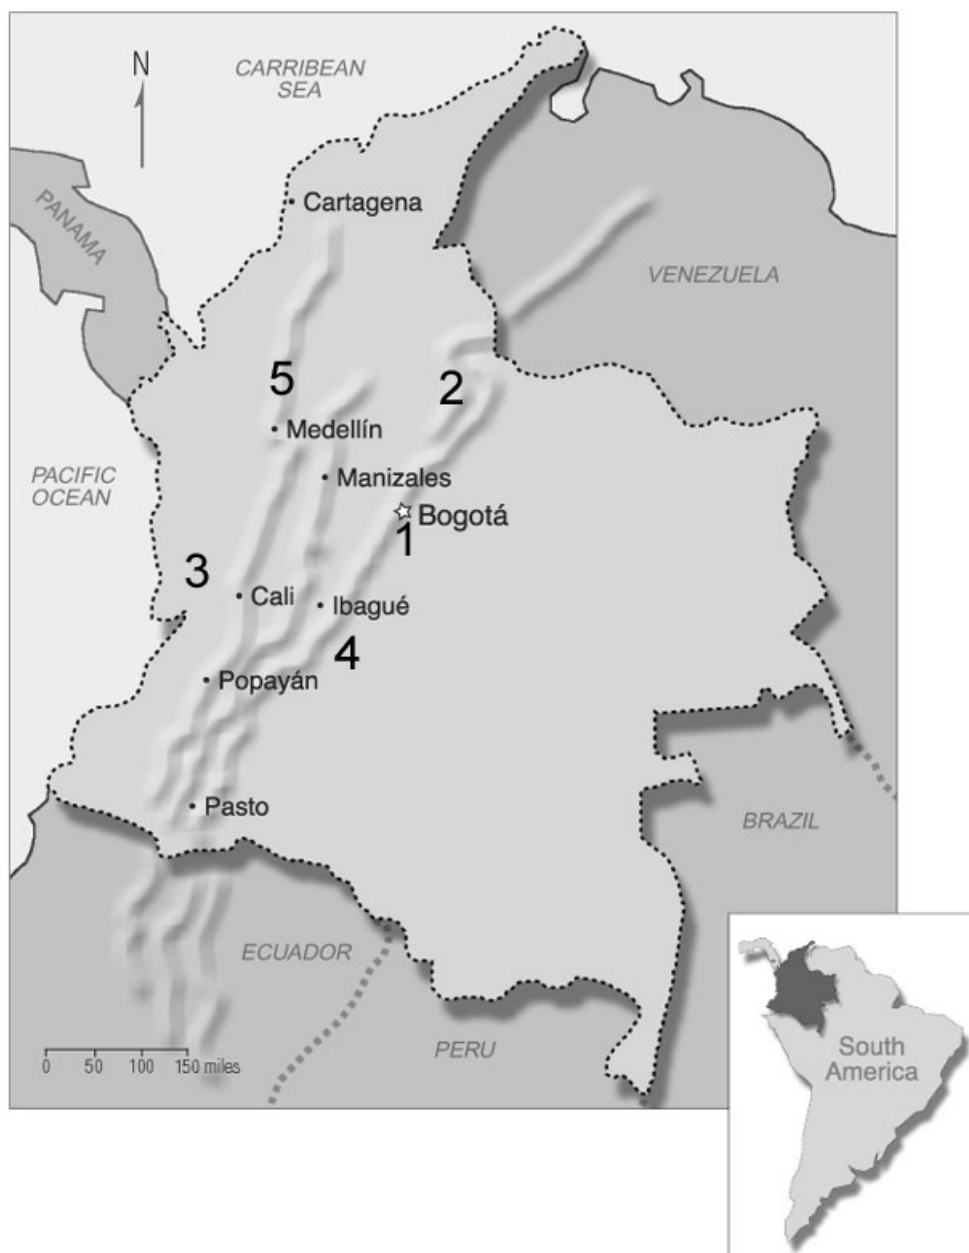 N
CARRIBEAN
SEA
PANAMA
Cartagena
VENEZUELA
5
2
Medellín
PACIFIC
OCEAN
Manizales
Bogotá
1
3
Cali
Ibagué
4
Popayán
Pasto
BRAZIL
ECUADOR
PERU
0 50 100 150 miles
South
America